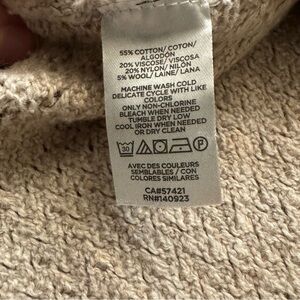 55% COTTON/ COTON/
ALGODÓN
20% VISCOSE/ VISCOSA
20% NYLON/ NILÓN
5% WOOL/ LAINE/ LANA
MACHINE WASH COLD
DELICATE CYCLE WITH LIKE
COLORS
ONLY NON-CHLORINE
BLEACH WHEN NEEDED
TUMBLE DRY LOW
COOL IRON WHEN NEEDED
OR DRY CLEAN
30 P
AVEC DES COULEURS
SEMBLABLES / CON
COLORES SIMILARES
CA#57421
RN#140923